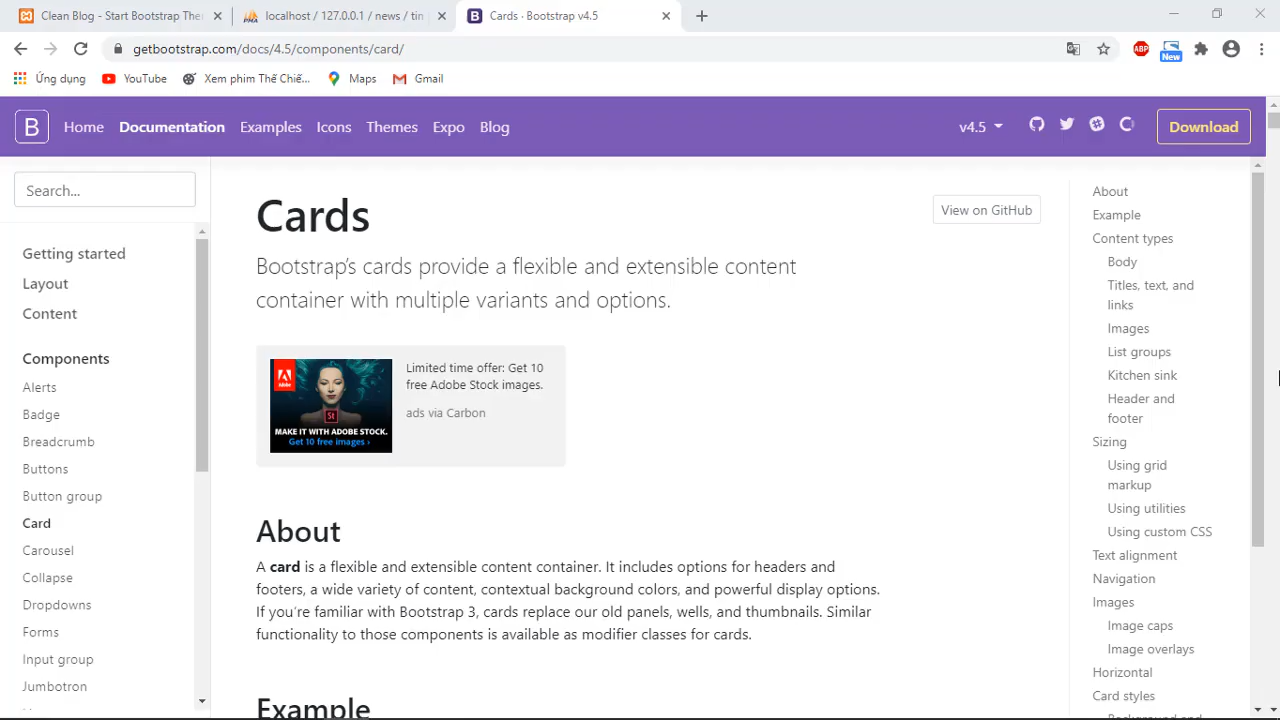 Clean Blog - Start Bootstrap The
localhost / 127.0.0.1 / news / tin
Cards · Bootstrap v4.5
getbootstrap.com/docs/4.5/components/card/
ABP
New
Ứng dụng
YouTube
Xem phim Thế Chiế...
Maps
Gmail
B
Home
Documentation
Examples
Icons
Themes
Expo
Blog
v4.5
Download
Search...
Getting started
Layout
Content
Components
Alerts
Badge
Breadcrumb
Buttons
Button group
Card
Carousel
Collapse
Dropdowns
Forms
Input group
Jumbotron
Cards
View on GitHub
Bootstrap's cards provide a flexible and extensible content
container with multiple variants and options.
Adobe
St
MAKE IT WITH ADOBE STOCK.
Get 10 free images ›
Limited time offer: Get 10
free Adobe Stock images.
ads via Carbon
About
A card is a flexible and extensible content container. It includes options for headers and
footers, a wide variety of content, contextual background colors, and powerful display options.
If you're familiar with Bootstrap 3, cards replace our old panels, wells, and thumbnails. Similar
functionality to those components is available as modifier classes for cards.
Example
About
Example
Content types
Body
Titles, text, and
links
Images
List groups
Kitchen sink
Header and
footer
Sizing
Using grid
markup
Using utilities
Using custom CSS
Text alignment
Navigation
Images
Image caps
Image overlays
Horizontal
Card styles
Background and